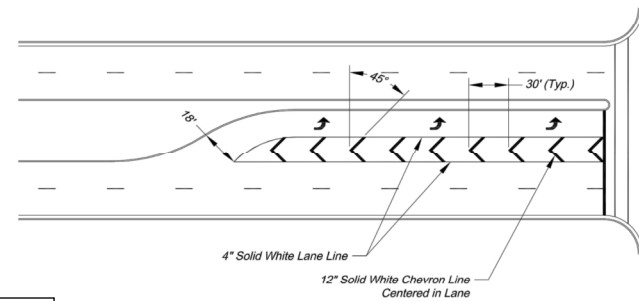 45°
30' (Typ.)
18'
4" Solid White Lane Line
12" Solid White Chevron Line
Centered in Lane